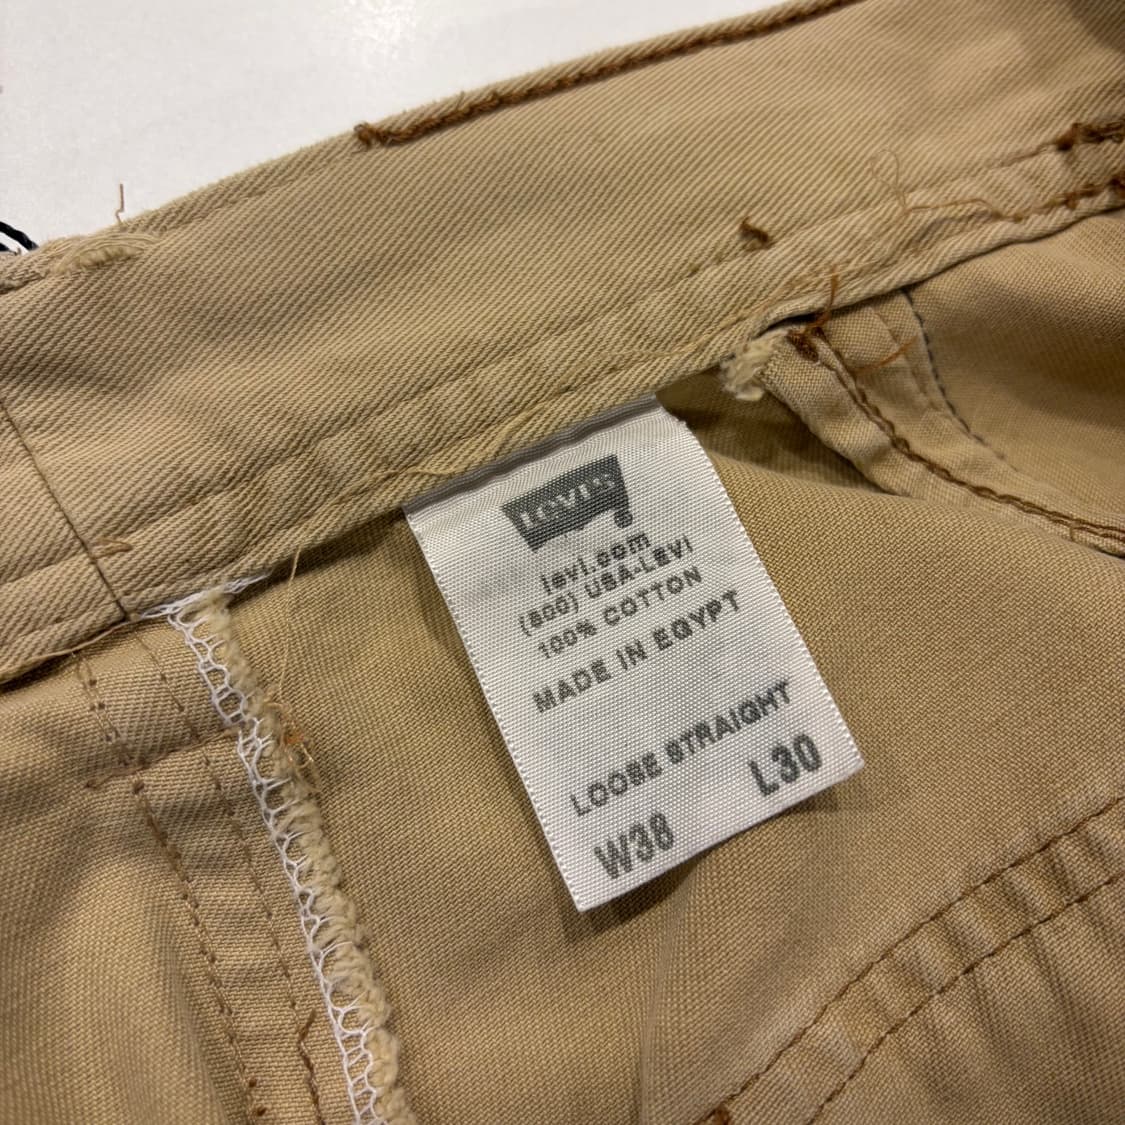 Levi's
levi.com
(800) USA-LEVI
100% COTTON
MADE IN EGYPT
LOOSE STRAIGHT
W38 L30